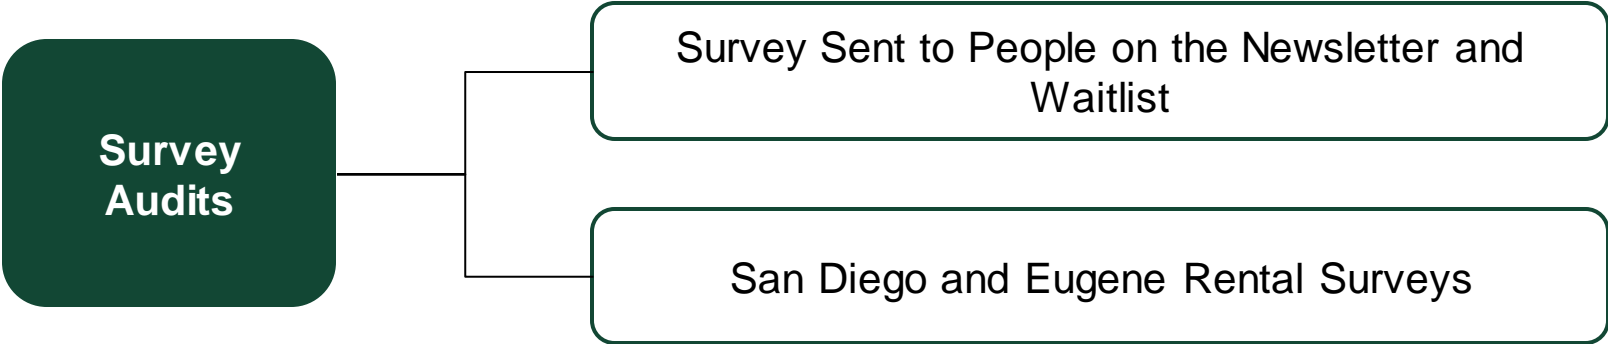 Survey
Audits
Survey Sent to People on the Newsletter and
Waitlist
San Diego and Eugene Rental Surveys